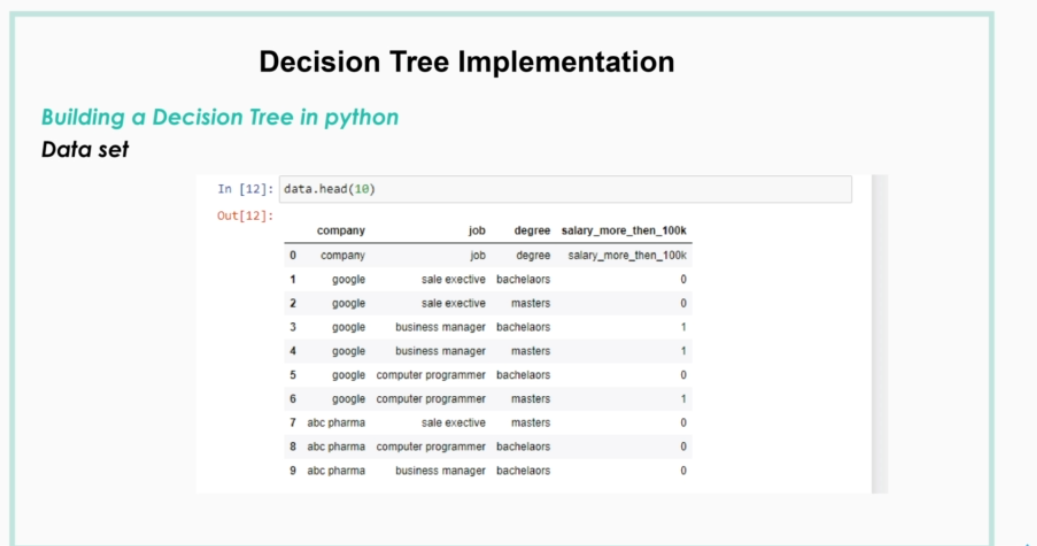 Decision Tree Implementation
Building a Decision Tree in python
Data set
In [12]: data.head(10)
Out[12]:
company job degree salary_more_then_100k
0 company job degree salary_more_then_100k
1 google sale exective bachelaors 0
2 google sale exective masters 0
3 google business manager bachelaors 1
4 google business manager masters 1
5 google computer programmer bachelaors 0
6 google computer programmer masters 1
7 abc pharma sale exective masters 0
8 abc pharma computer programmer bachelaors 0
9 abc pharma business manager bachelaors 0